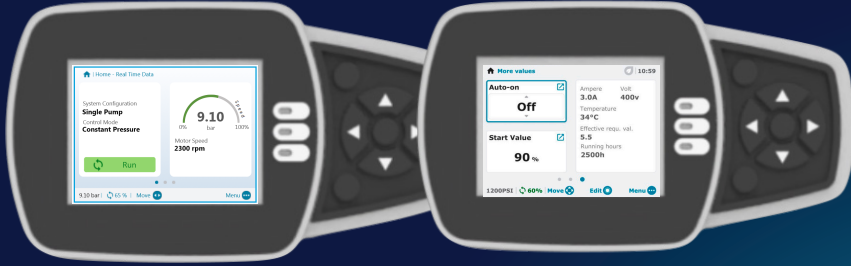 | Home - Real Time Data
System Configuration
Single Pump
Control Mode
Constant Pressure
Run
Speed
9.10
0% bar 100%
Motor Speed
2300 rpm
9.10 bar | 65 % | Move
Menu
More values
10:59
Auto-on
Off
Start Value
90 %
Ampere Volt
3.0A 400v
Temperature
34°C
Effective requ. val.
5.5
Running hours
2500h
1200PSI 60% Move Edit Menu